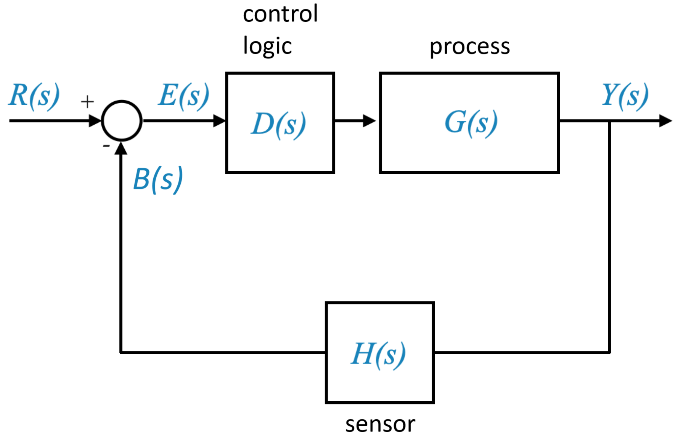 control
logic
process
R(s)
+
E(s)
D(s)
G(s)
Y(s)
-
B(s)
H(s)
sensor